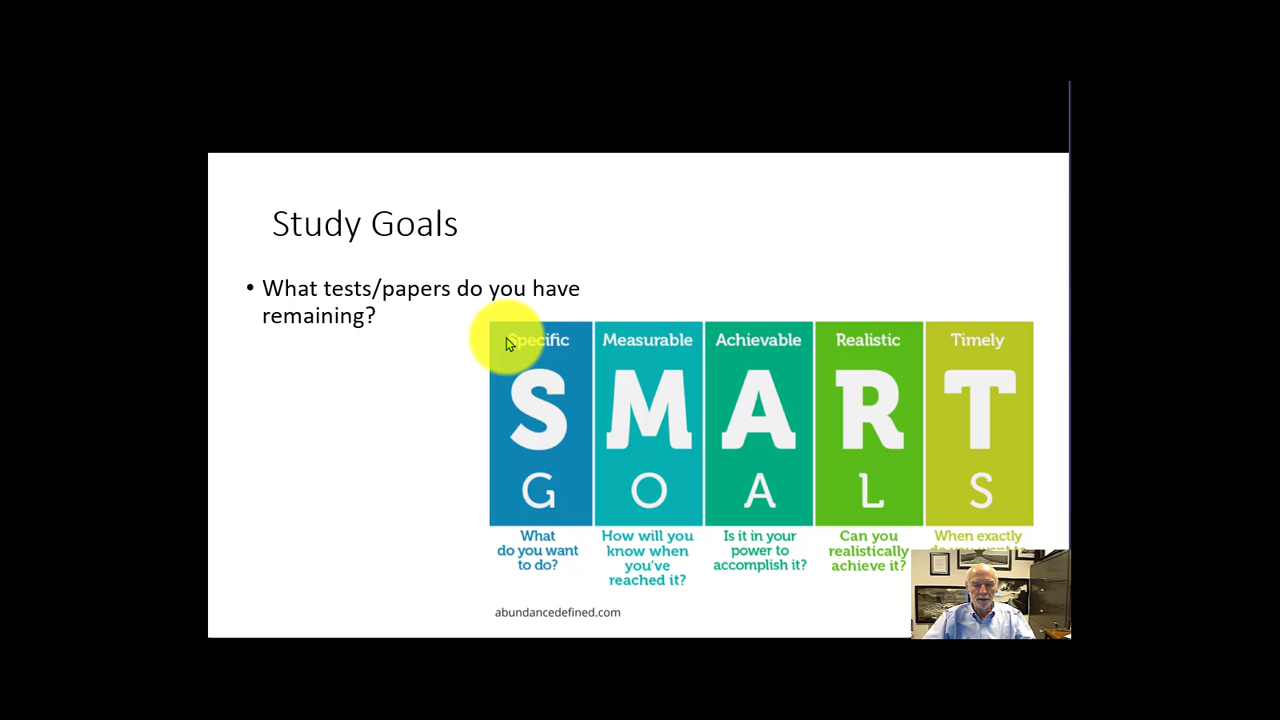 Study Goals
• What tests/papers do you have
remaining?
Specific Measurable Achievable Realistic Timely
S M A R T
G O A L S
What
do you want
to do?
How will you
know when
you've
reached it?
Is it in your
power to
accomplish it?
Can you
realistically
achieve it?
When exactly
abundancedefined.com